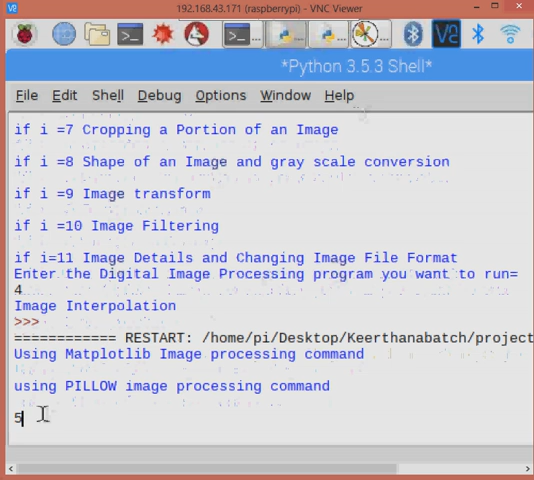 192.168.43.171 (raspberrypi) - VNC Viewer
*Python 3.5.3 Shell*
File Edit Shell Debug Options Window Help
if i =7 Cropping a Portion of an Image
if i =8 Shape of an Image and gray scale conversion
if i =9 Image transform
if i =10 Image Filtering
if i=11 Image Details and Changing Image File Format
Enter the Digital Image Processing program you want to run=
4
Image Interpolation
>>>
============ RESTART: /home/pi/Desktop/Keerthanabatch/project
Using Matplotlib Image processing command
using PILLOW image processing command
5